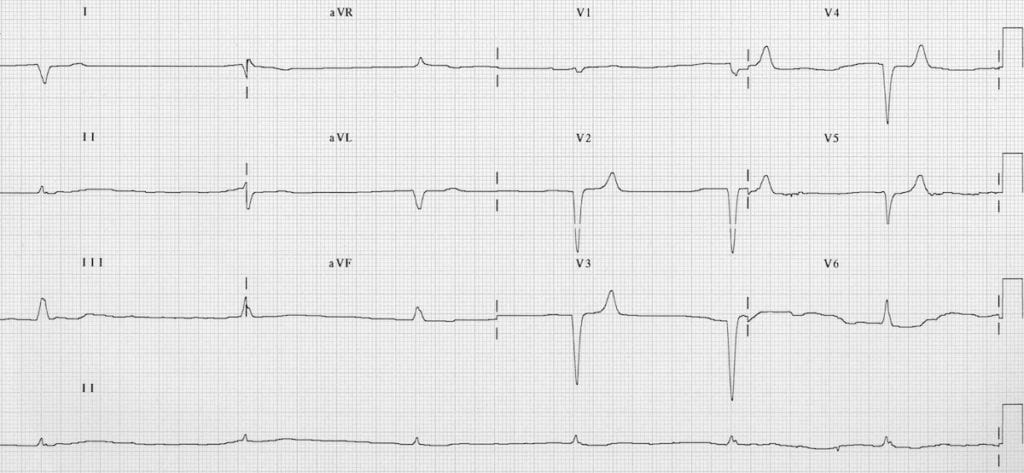 I aVR V1 V4
II aVL V2 V5
III aVF V3 V6
II